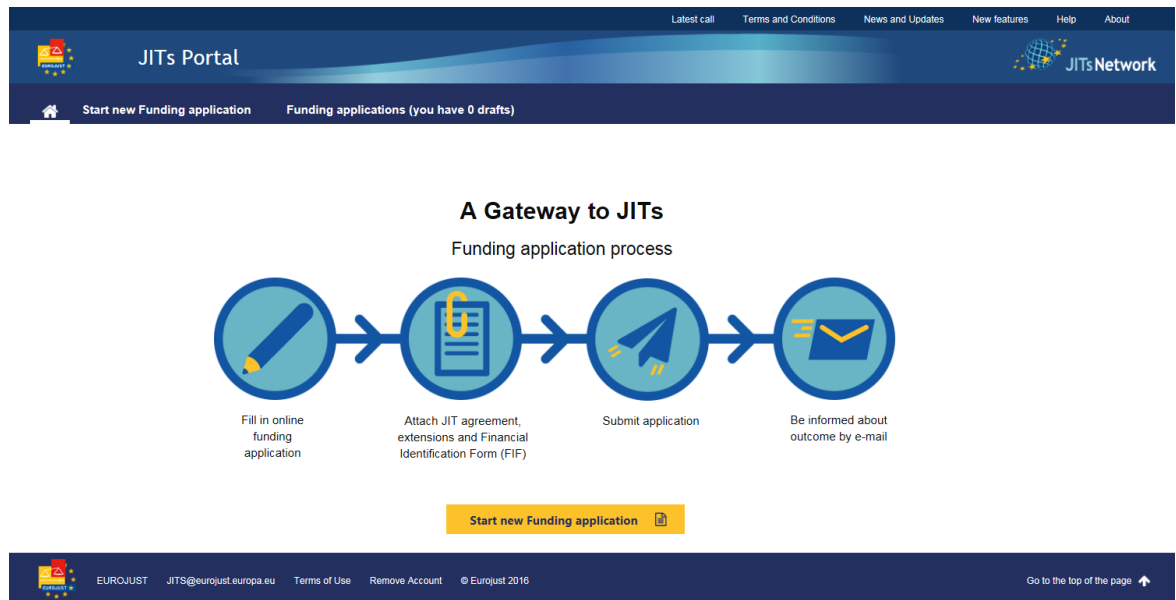 Latest call Terms and Conditions News and Updates New features Help About
EUROJUST JITs Portal JITsNetwork
Start new Funding application Funding applications (you have 0 drafts)
A Gateway to JITs
Funding application process
Fill in online
funding
application
Attach JIT agreement,
extensions and Financial
Identification Form (FIF)
Submit application
Be informed about
outcome by e-mail
Start new Funding application
EUROJUST EUROJUST JITS@eurojust.europa.eu Terms of Use Remove Account © Eurojust 2016 Go to the top of the page